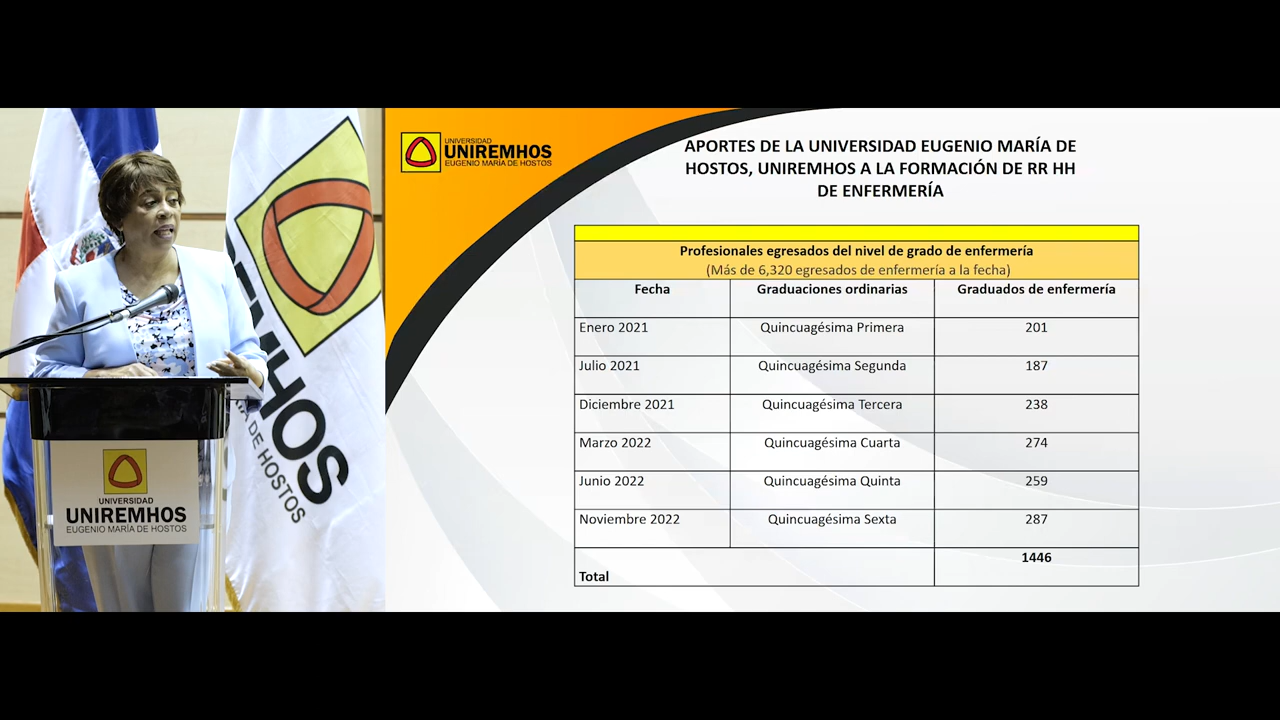 UNIVERSIDAD
UNIREMHOS
EUGENIO MARÍA DE HOSTOS
APORTES DE LA UNIVERSIDAD EUGENIO MARÍA DE
HOSTOS, UNIREMHOS A LA FORMACIÓN DE RR HH
DE ENFERMERÍA
Profesionales egresados del nivel de grado de enfermería
(Más de 6,320 egresados de enfermería a la fecha)
Fecha Graduaciones ordinarias Graduados de enfermería
Enero 2021 Quincuagésima Primera 201
Julio 2021 Quincuagésima Segunda 187
Diciembre 2021 Quincuagésima Tercera 238
Marzo 2022 Quincuagésima Cuarta 274
Junio 2022 Quincuagésima Quinta 259
Noviembre 2022 Quincuagésima Sexta 287
1446
Total
EMHOS
DE HOSTOS
UNIVERSIDAD
UNIREMHOS
EUGENIO MARÍA DE HOSTOS